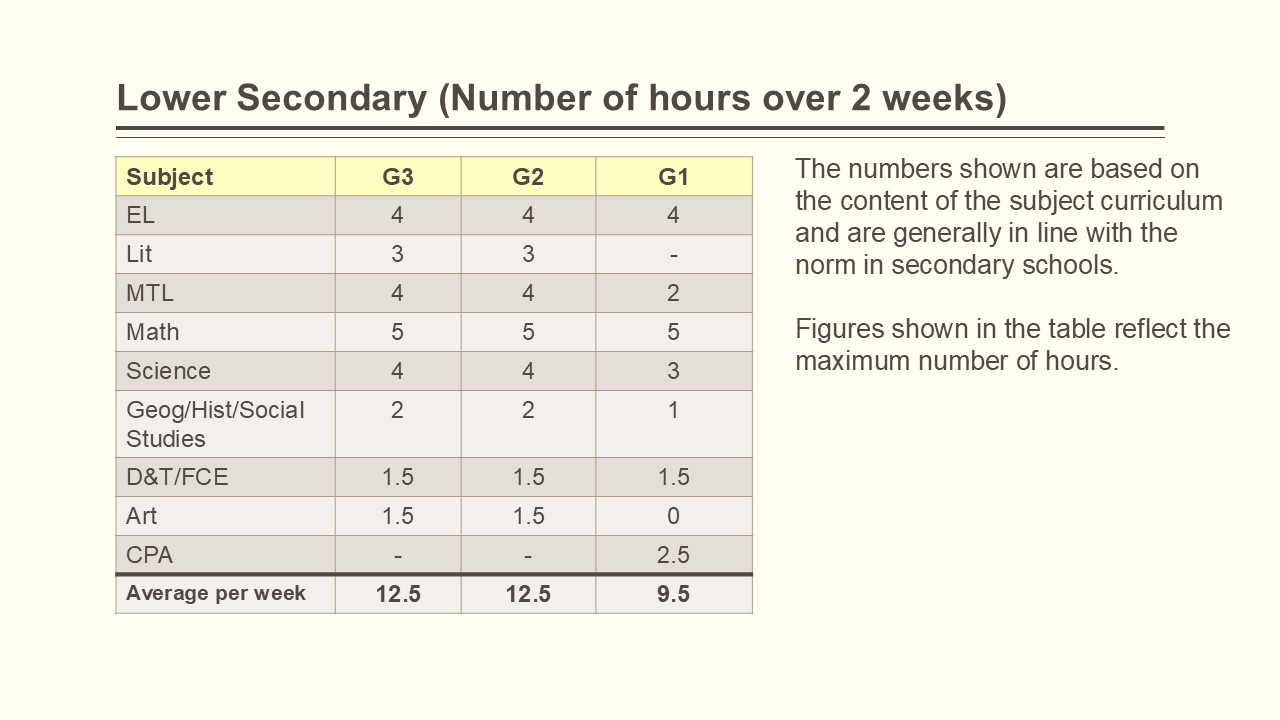 Lower Secondary (Number of hours over 2 weeks)
Subject G3 G2 G1
EL 4 4 4
Lit 3 3 -
MTL 4 4 2
Math 5 5 5
Science 4 4 3
Geog/Hist/Social 2 2 1
Studies
D&T/FCE 1.5 1.5 1.5
Art 1.5 1.5 0
CPA - - 2.5
Average per week 12.5 12.5 9.5
The numbers shown are based on
the content of the subject curriculum
and are generally in line with the
norm in secondary schools.
Figures shown in the table reflect the
maximum number of hours.